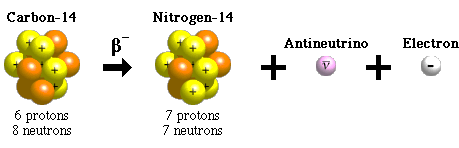 Carbon-14
Nitrogen-14
β⁻
Antineutrino
Electron
+
+
ν
-
6 protons
8 neutrons
7 protons
7 neutrons